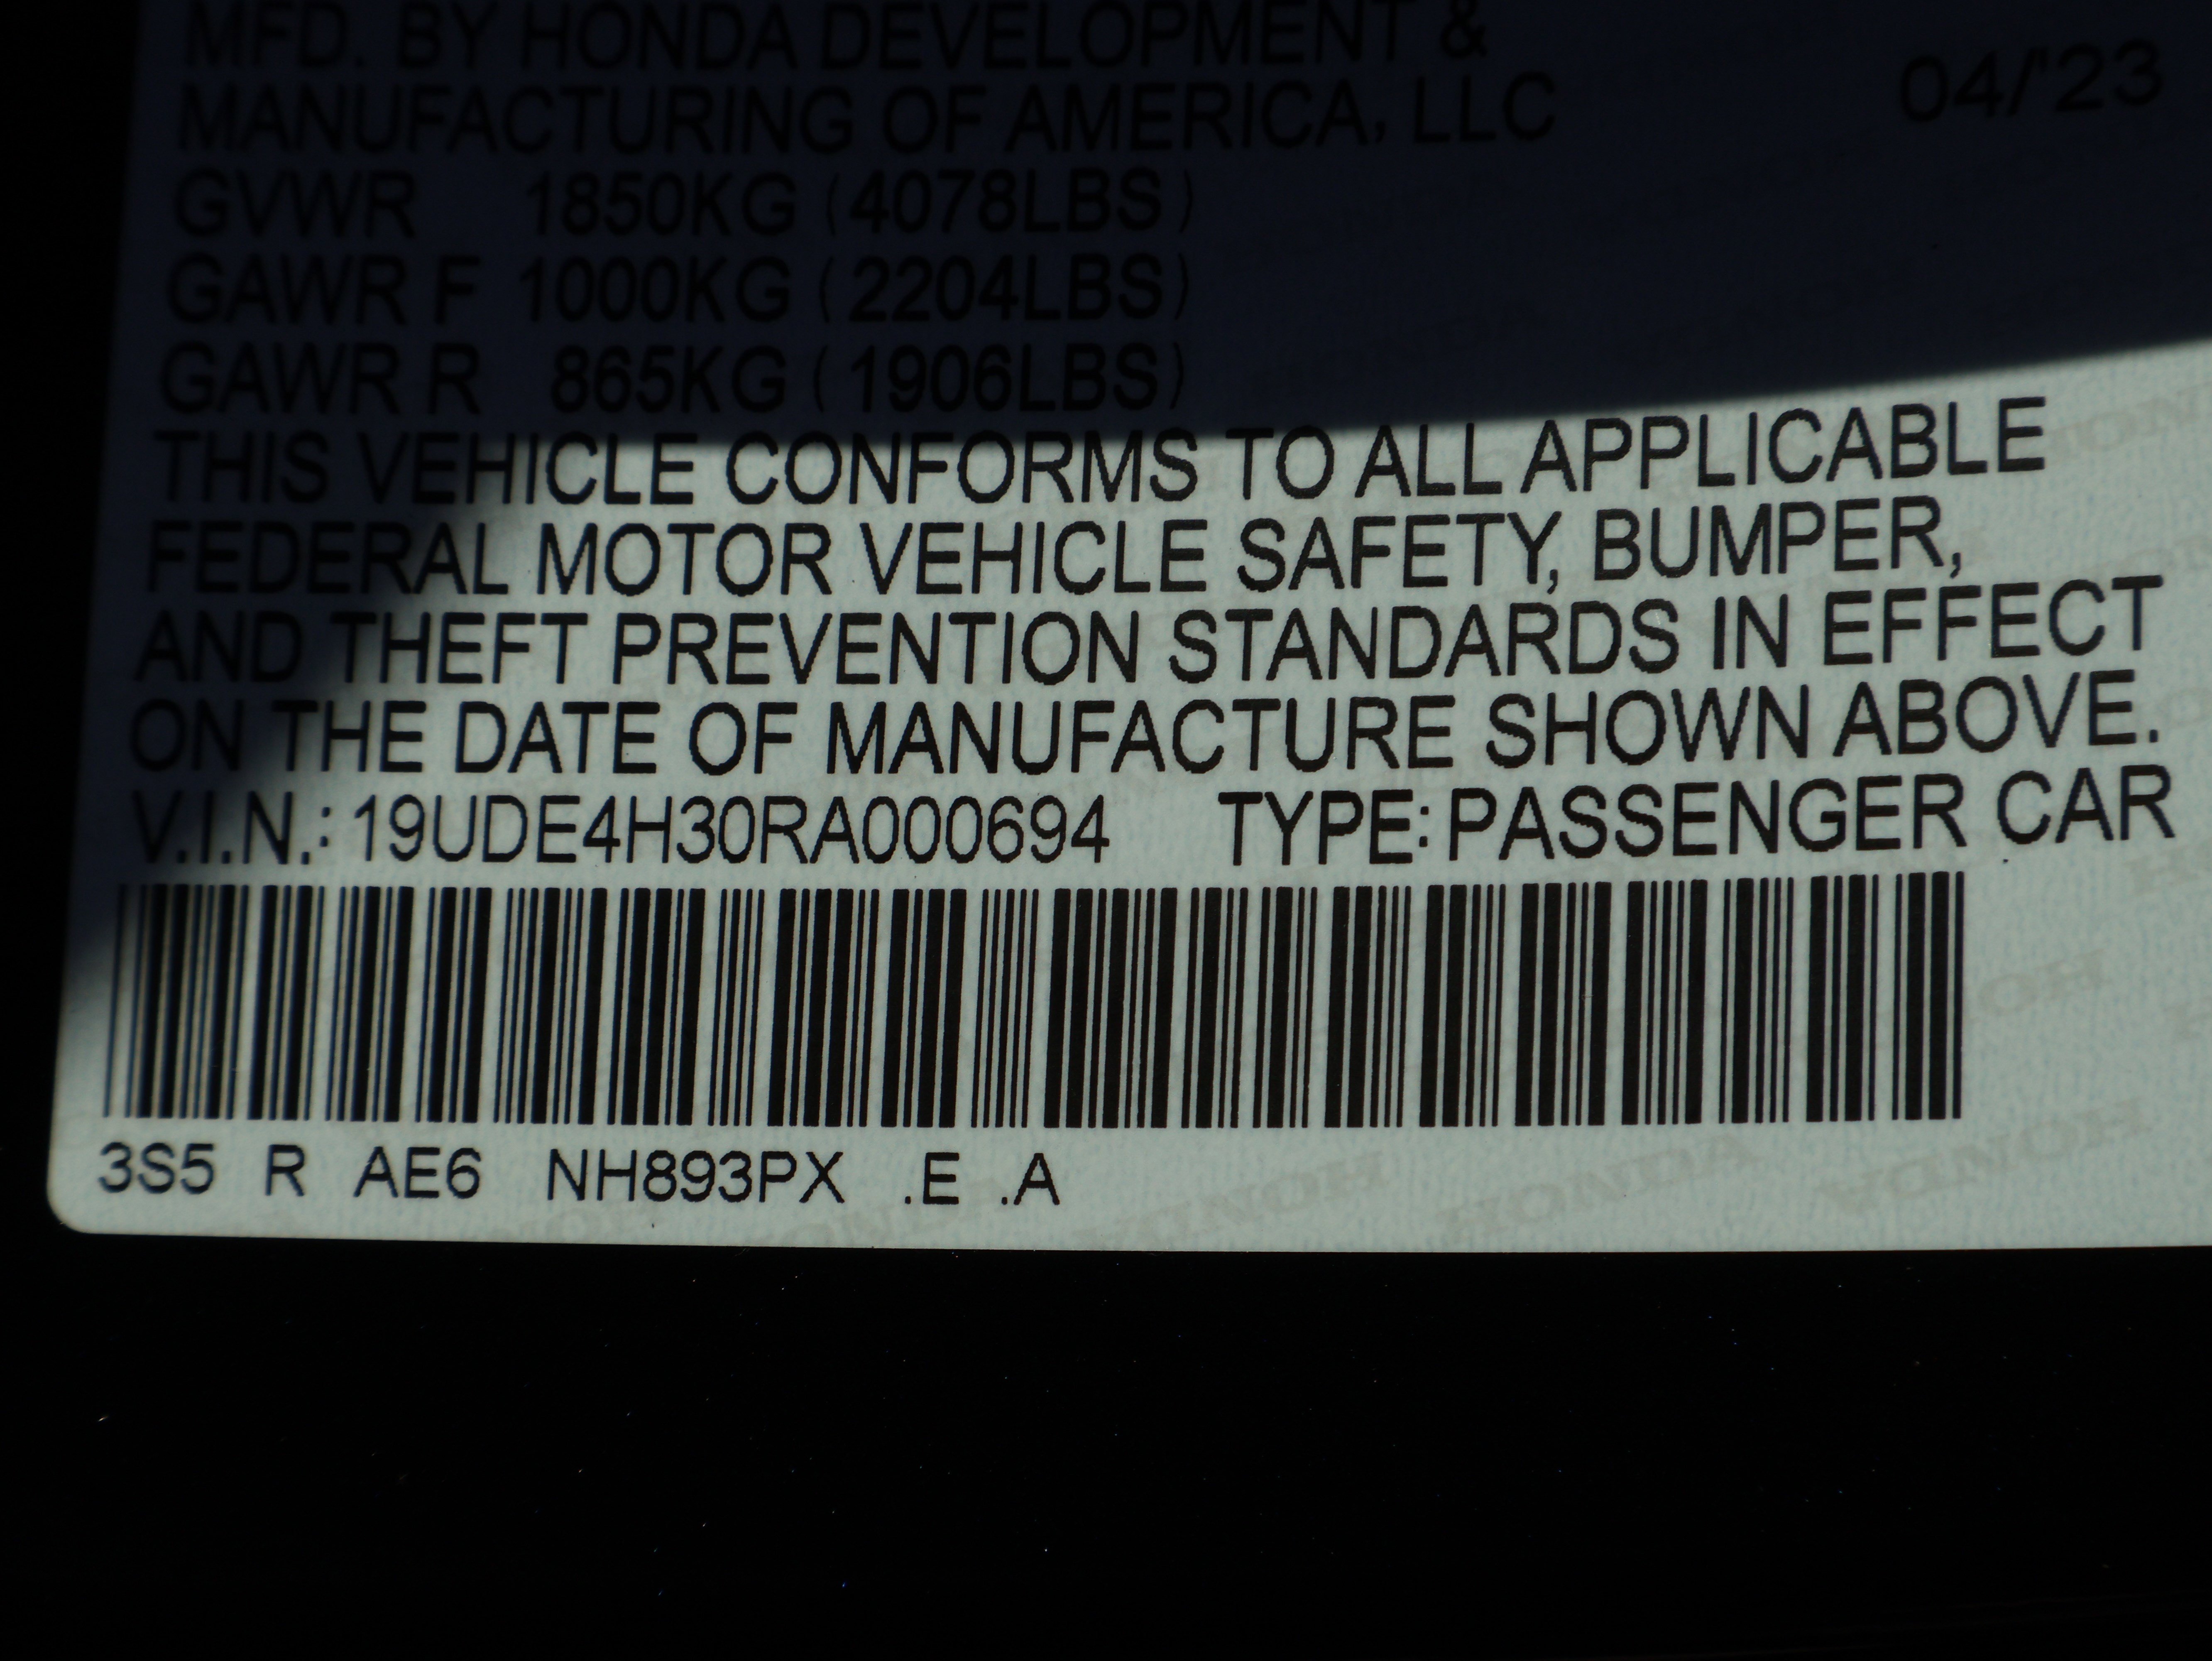 MFD. BY HONDA DEVELOPMENT &
MANUFACTURING OF AMERICA, LLC 04/'23
GVWR 1850KG (4078LBS)
GAWR F 1000KG (2204LBS)
GAWR R 865KG (1906LBS)
THIS VEHICLE CONFORMS TO ALL APPLICABLE
FEDERAL MOTOR VEHICLE SAFETY, BUMPER,
AND THEFT PREVENTION STANDARDS IN EFFECT
ON THE DATE OF MANUFACTURE SHOWN ABOVE.
V.I.N.: 19UDE4H30RA000694 TYPE: PASSENGER CAR
3S5 R AE6 NH893PX .E .A